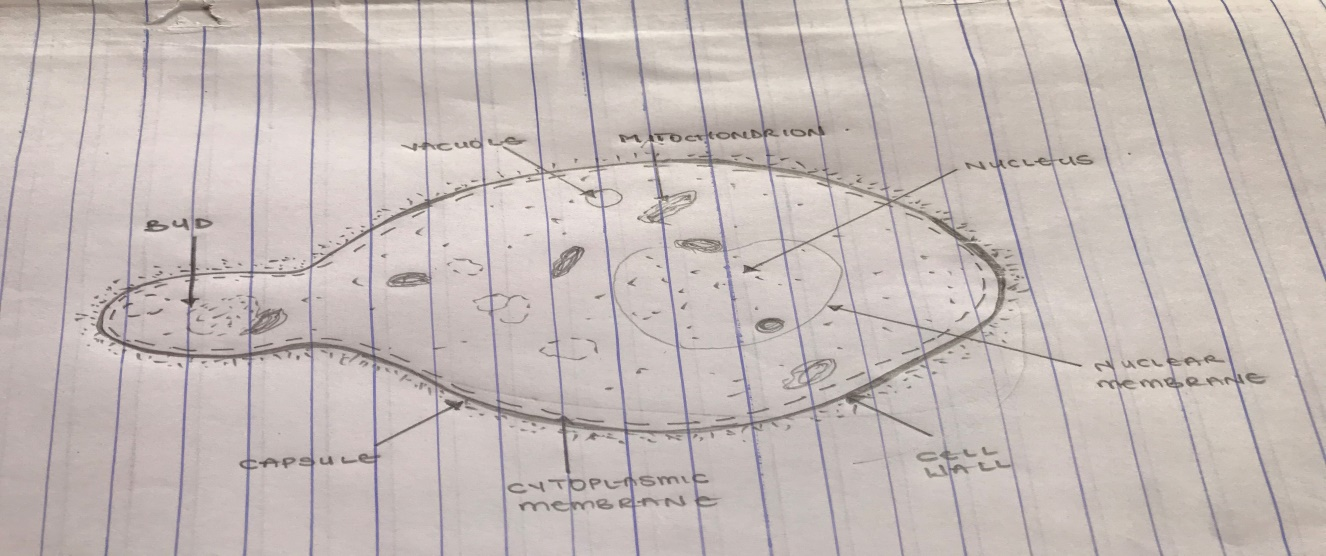 MITOCHONDRION
VACUOLE
NUCLEUS
BUD
NUCLEAR
MEMBRANE
CAPSULE
CELL
WALL
CYTOPLASMIC
MEMBRANE